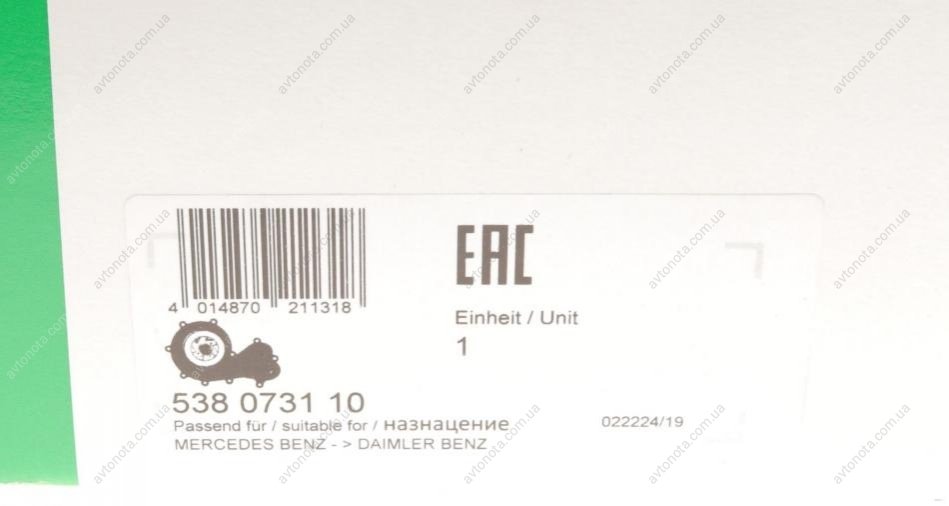 4 014870 211318
EAC
Einheit / Unit
1
538 0731 10
Passend für / suitable for / назнацение
MERCEDES BENZ - > DAIMLER BENZ
022224/19
avtonota.com.ua